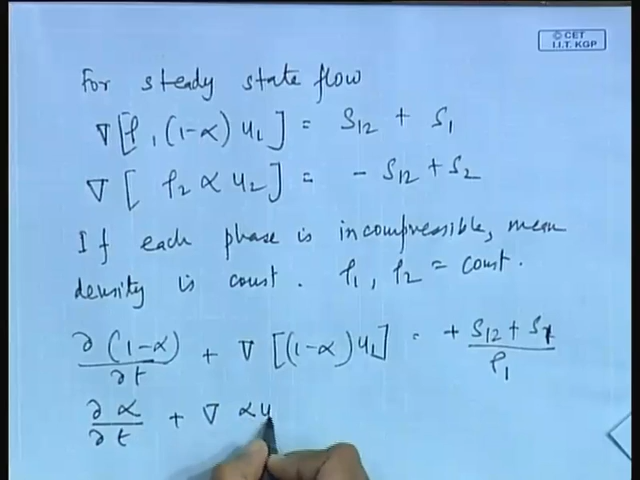 © CET
I.I.T. KGP
For steady state flow
∇[ρ₁(1-α)u₁] = S₁₂ + S₁
∇[ρ₂ α u₂] = - S₁₂ + S₂
If each phase is incompressible, mean
density is const. ρ₁, ρ₂ = const.
∂(1-α)/∂t + ∇[(1-α)u₁] = + (S₁₂ + S₁)/ρ₁
∂α/∂t + ∇ αu